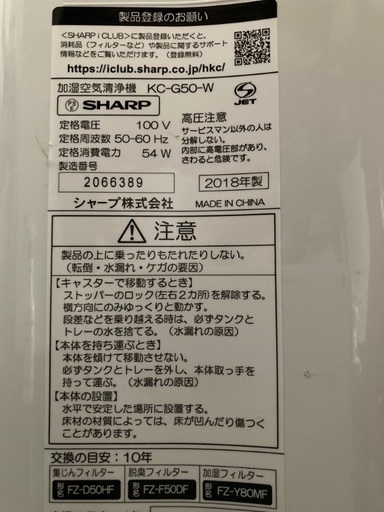 製品登録のお願い
<SHARP i CLUB>に製品登録いただくと、
消耗品（フィルターなど）や製品に関するサポート
情報などをご覧いただけます。(無料)
https://iclub.sharp.co.jp/hkc/
加湿空気清浄機 KC-G50-W
SHARP
JET
定格電圧 100 V
定格周波数 50-60 Hz
定格消費電力 54 W
製造番号
高圧注意
サービスマン以外の人は
分解しない。
内部に高電圧部があり、
さわると危険です。
2066389
2018年製
シャープ株式会社
MADE IN CHINA
注意
製品の上に乗ったりもたれたりしない。
（転倒・水漏れ・ケガの要因）
【キャスターで移動するとき】
ストッパーのロック(左右2カ所)を解除する。
横方向にのみゆっくりと動かす。
段差などを乗り越える時は、必ずタンクと
トレーの水を捨てる。（水漏れの原因）
【本体を持ち運ぶとき】
本体を傾けて移動させない。
必ずタンクとトレーを外し、本体取っ手を
持って運ぶ。（水漏れの原因）
【本体の設置】
水平で安定した場所に設置する。
床材の材質によっては、床が凹んだり傷つく
ことがあります。
交換の目安：10年
集じんフィルター
脱臭フィルター
加湿フィルター
形名 FZ-D50HF
形名 FZ-F50DF
形名 FZ-Y80MF